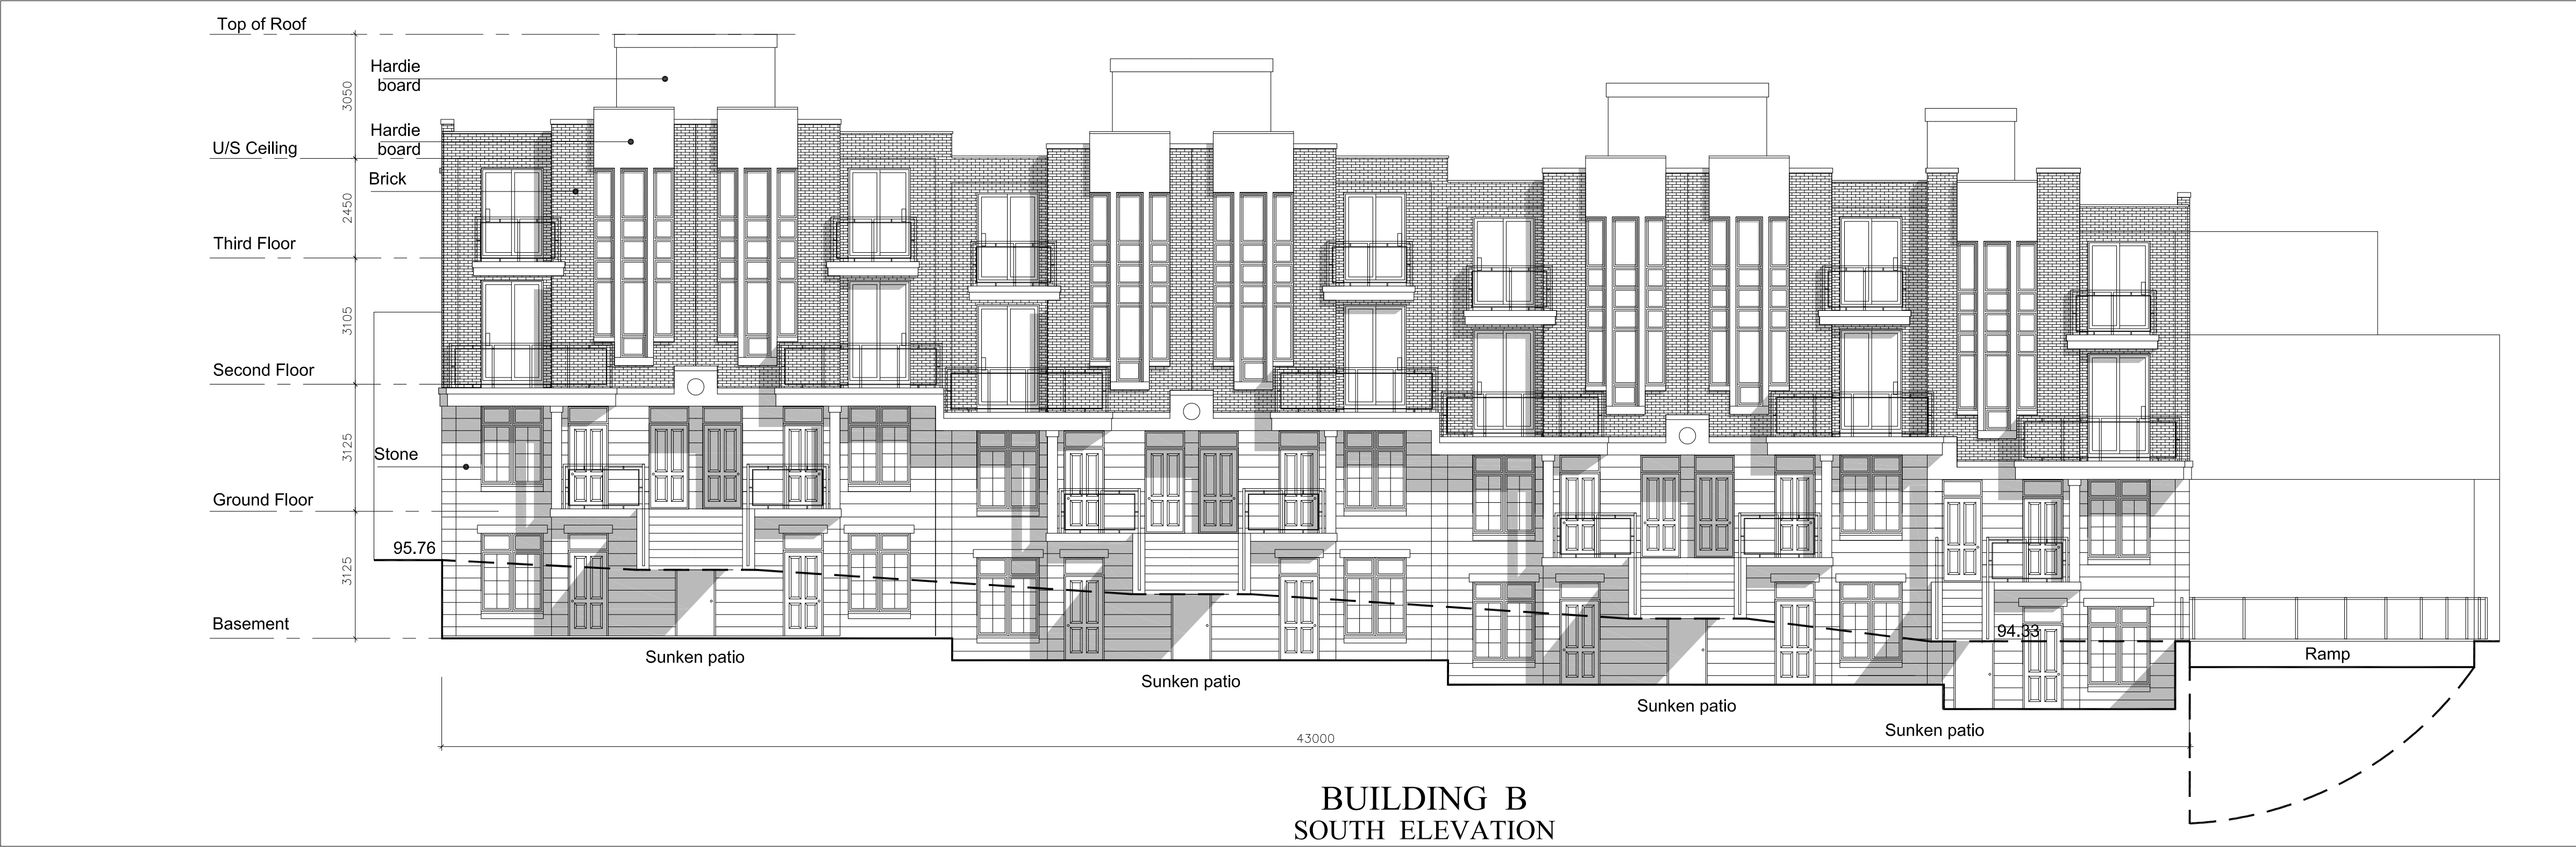 Top of Roof
Hardie
board
3050
Hardie
board
U/S Ceiling
Brick
2450
Third Floor
3105
Second Floor
3125
Stone
Ground Floor
95.76
3125
Basement
94.33
Sunken patio
Ramp
Sunken patio
Sunken patio
Sunken patio
43000
BUILDING B
SOUTH ELEVATION